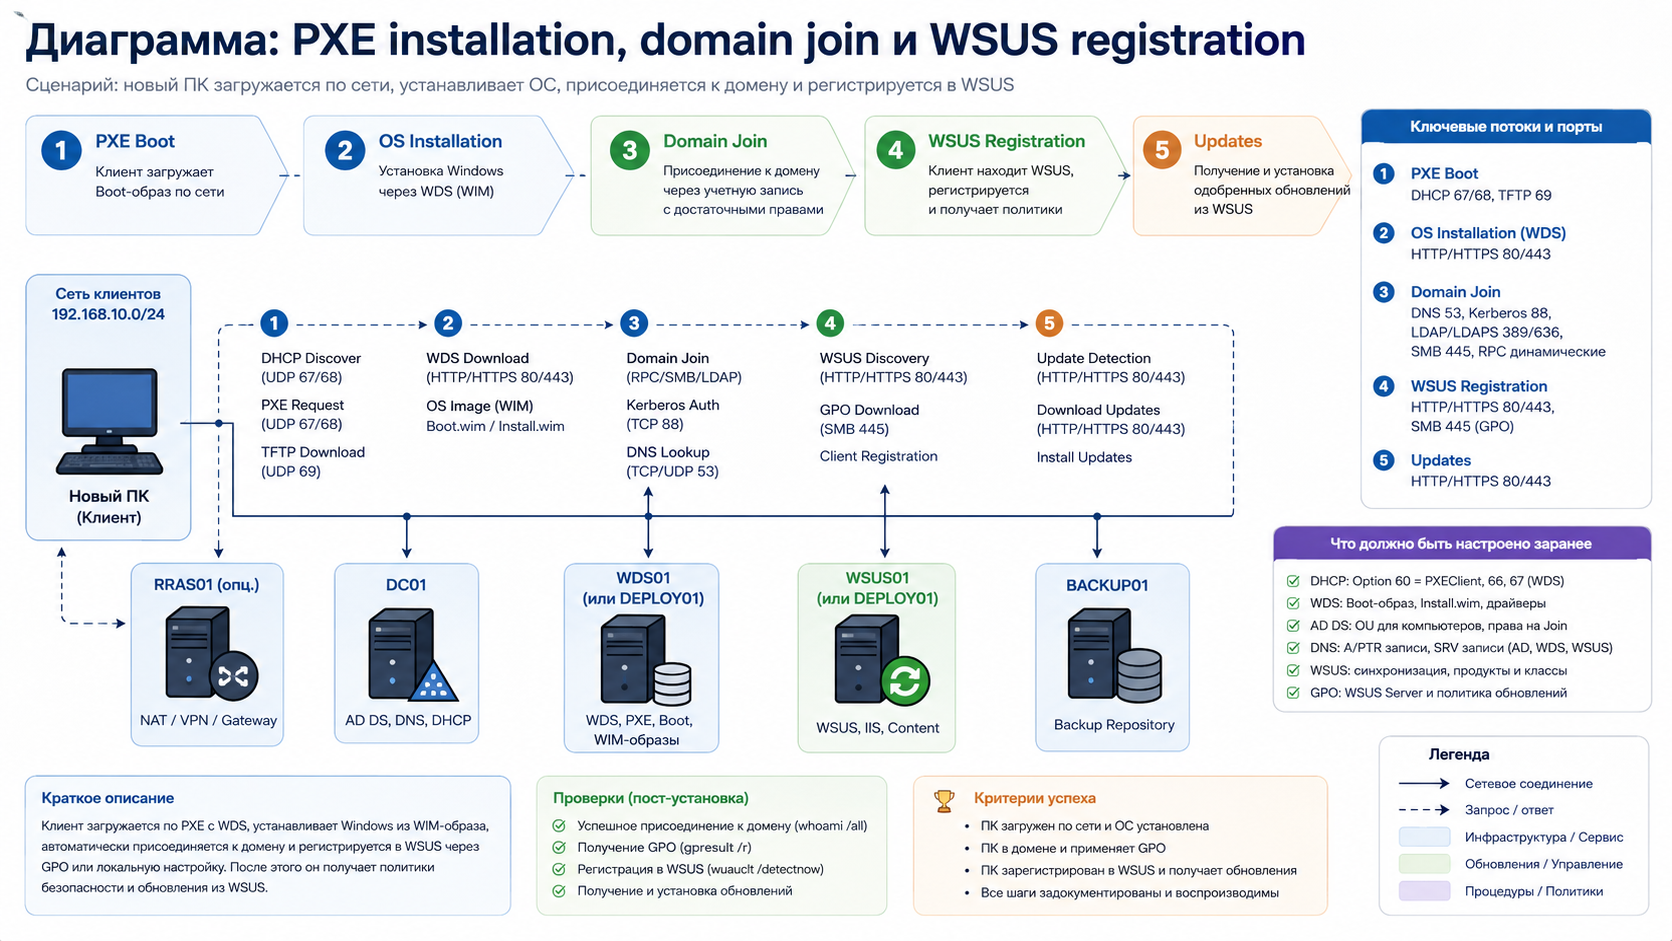 Диаграмма: PXE installation, domain join и WSUS registration
Сценарий: новый ПК загружается по сети, устанавливает ОС, присоединяется к домену и регистрируется в WSUS
1
PXE Boot
Клиент загружает
Boot-образ по сети
2
OS Installation
Установка Windows
через WDS (WIM)
3
Domain Join
Присоединение к домену
через учетную запись
с достаточными правами
4
WSUS Registration
Клиент находит WSUS,
регистрируется
и получает политики
5
Updates
Получение и установка
одобренных обновлений
из WSUS
Ключевые потоки и порты
1
PXE Boot
DHCP 67/68, TFTP 69
2
OS Installation (WDS)
HTTP/HTTPS 80/443
3
Domain Join
DNS 53, Kerberos 88,
LDAP/LDAPS 389/636,
SMB 445, RPC динамические
4
WSUS Registration
HTTP/HTTPS 80/443,
SMB 445 (GPO)
5
Updates
HTTP/HTTPS 80/443
Сеть клиентов
192.168.10.0/24
Новый ПК
(Клиент)
1
DHCP Discover
(UDP 67/68)
PXE Request
(UDP 67/68)
TFTP Download
(UDP 69)
2
WDS Download
(HTTP/HTTPS 80/443)
OS Image (WIM)
Boot.wim / Install.wim
3
Domain Join
(RPC/SMB/LDAP)
Kerberos Auth
(TCP 88)
DNS Lookup
(TCP/UDP 53)
4
WSUS Discovery
(HTTP/HTTPS 80/443)
GPO Download
(SMB 445)
Client Registration
5
Update Detection
(HTTP/HTTPS 80/443)
Download Updates
(HTTP/HTTPS 80/443)
Install Updates
RRAS01 (опц.)
NAT / VPN / Gateway
DC01
AD DS, DNS, DHCP
WDS01
(или DEPLOY01)
WDS, PXE, Boot,
WIM-образы
WSUS01
(или DEPLOY01)
WSUS, IIS, Content
BACKUP01
Backup Repository
Что должно быть настроено заранее
DHCP: Option 60 = PXEClient, 66, 67 (WDS)
WDS: Boot-образ, Install.wim, драйверы
AD DS: OU для компьютеров, права на Join
DNS: A/PTR записи, SRV записи (AD, WDS, WSUS)
WSUS: синхронизация, продукты и классы
GPO: WSUS Server и политика обновлений
Краткое описание
Клиент загружается по PXE с WDS, устанавливает Windows из WIM-образа,
автоматически присоединяется к домену и регистрируется в WSUS через
GPO или локальную настройку. После этого он получает политики
безопасности и обновления из WSUS.
Проверки (пост-установка)
Успешное присоединение к домену (whoami /all)
Получение GPO (gpresult /r)
Регистрация в WSUS (wuauclt /detectnow)
Получение и установка обновлений
Критерии успеха
• ПК загружен по сети и ОС установлена
• ПК в домене и применяет GPO
• ПК зарегистрирован в WSUS и получает обновления
• Все шаги задокументированы и воспроизводимы
Легенда
Сетевое соединение
Запрос / ответ
Инфраструктура / Сервис
Обновления / Управление
Процедуры / Политики